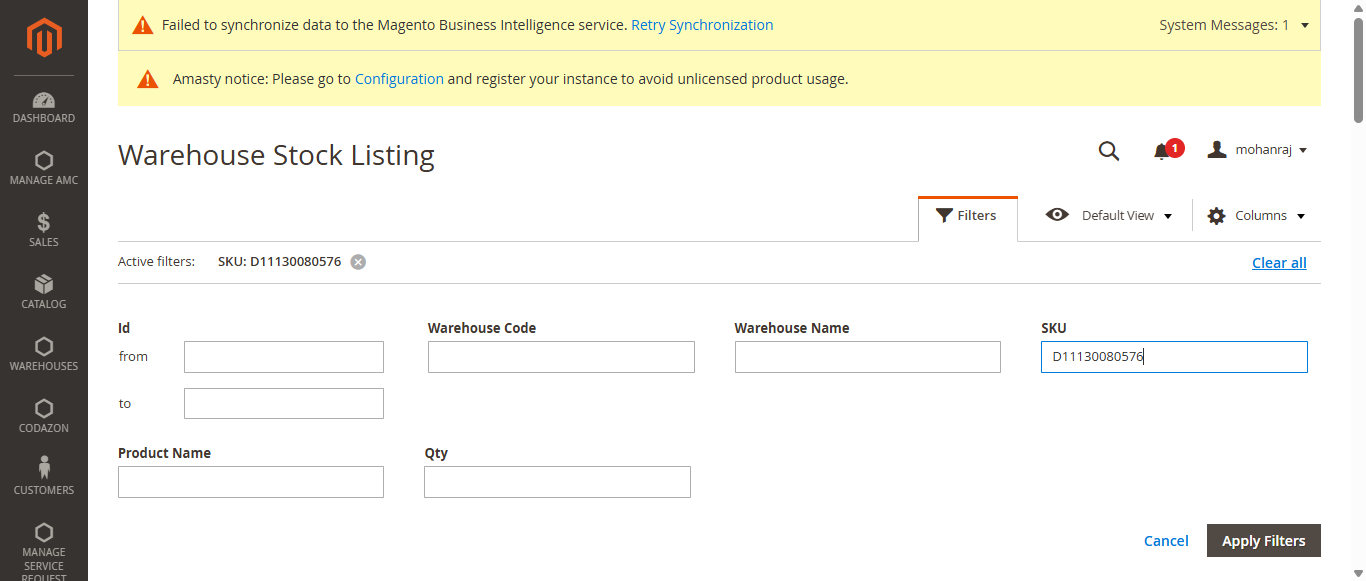 Failed to synchronize data to the Magento Business Intelligence service. Retry Synchronization
System Messages: 1
Amasty notice: Please go to Configuration and register your instance to avoid unlicensed product usage.
DASHBOARD
MANAGE AMC
SALES
CATALOG
WAREHOUSES
CODAZON
CUSTOMERS
MANAGE
SERVICE
REQUEST
Warehouse Stock Listing
1
mohanraj
Filters
Default View
Columns
Active filters: SKU: D11130080576
Clear all
Id
from
to
Warehouse Code
Warehouse Name
SKU
D11130080576
Product Name
Qty
Cancel
Apply Filters